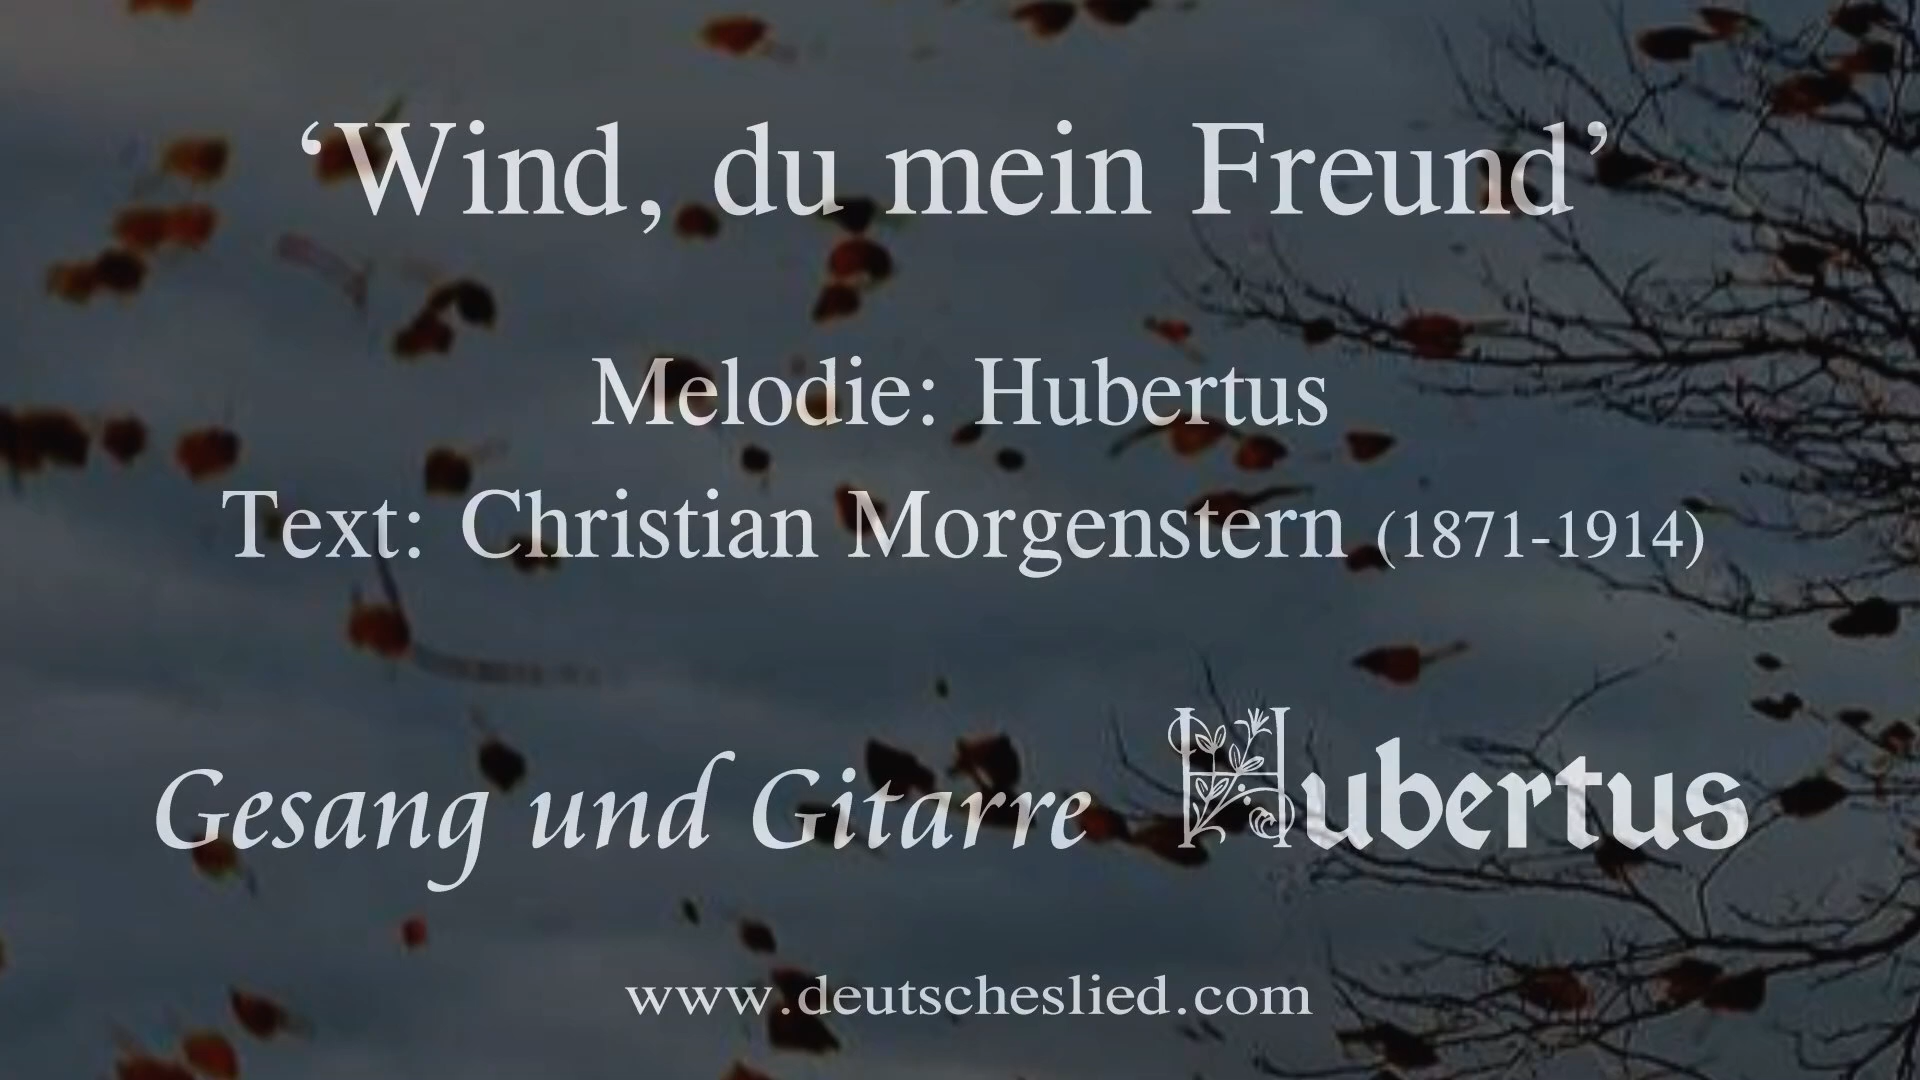 ‘Wind, du mein Freund’
Melodie: Hubertus
Text: Christian Morgenstern (1871-1914)
Gesang und Gitarre Hubertus
www.deutscheslied.com